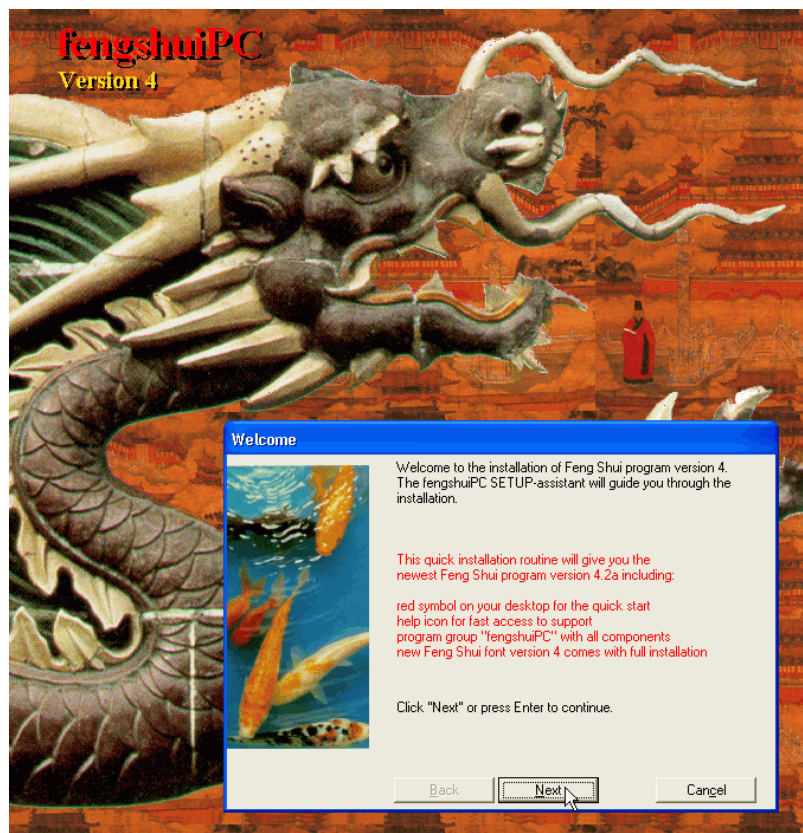 fengshuiPC
Version 4
Welcome
Welcome to the installation of Feng Shui program version 4.
The fengshuiPC SETUP-assistant will guide you through the
installation.
This quick installation routine will give you the
newest Feng Shui program version 4.2a including:
red symbol on your desktop for the quick start
help icon for fast access to support
program group "fengshuiPC" with all components
new Feng Shui font version 4 comes with full installation
Click "Next" or press Enter to continue.
Back
Next
Cancel